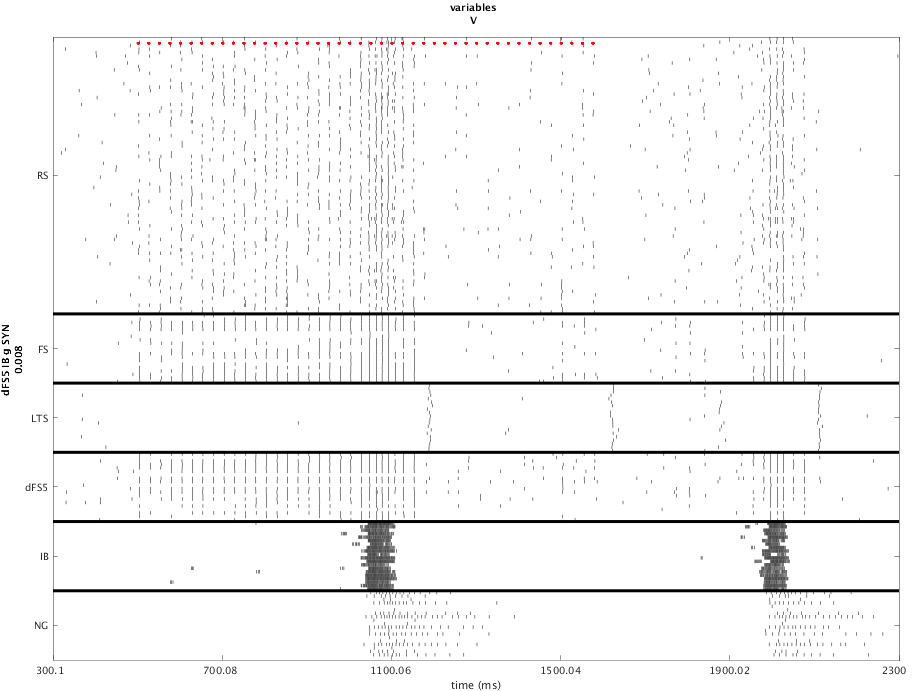 variables
V
dFS5 IB g SYN
0.008
RS
FS
LTS
dFS5
IB
NG
300.1
700.08
1100.06
1500.04
1900.02
2300
time (ms)